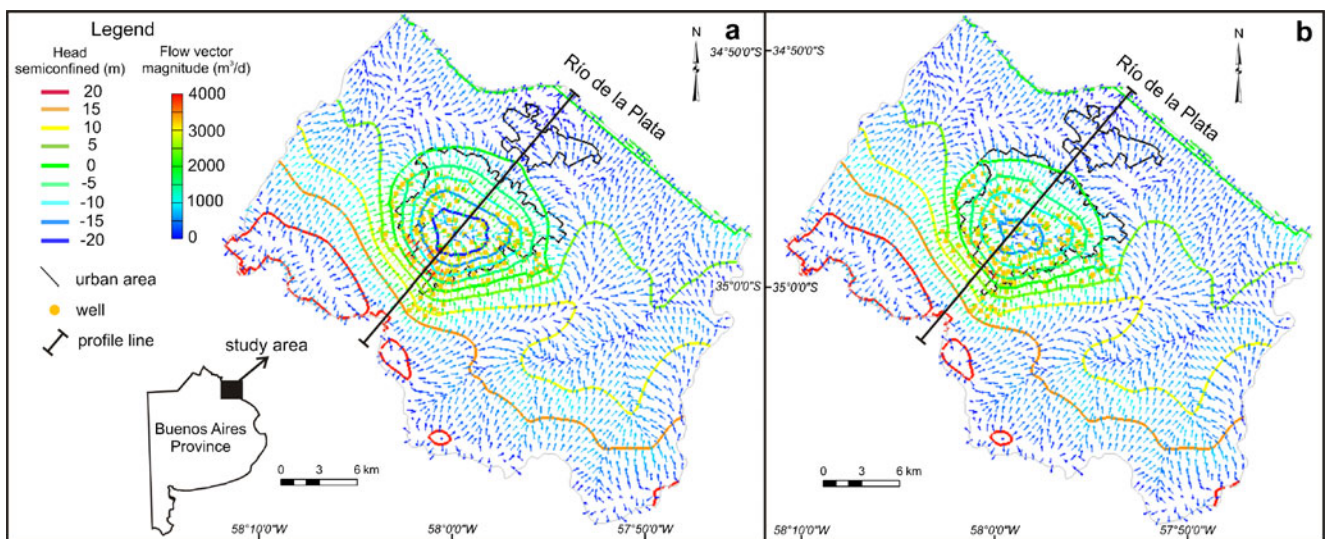 Legend
Head
semiconfined (m)
20
15
10
5
0
-5
-10
-15
-20
Flow vector
magnitude (m³/d)
4000
3000
2000
1000
0
urban area
well
profile line
study area
Buenos Aires
Province
0 3 6 km
a
N
Río de la Plata
34°50'0"S
35°0'0"S
58°10'0"W
58°0'0"W
57°50'0"W
b
N
Río de la Plata
34°50'0"S
35°0'0"S
0 3 6 km
58°10'0"W
58°0'0"W
57°50'0"W